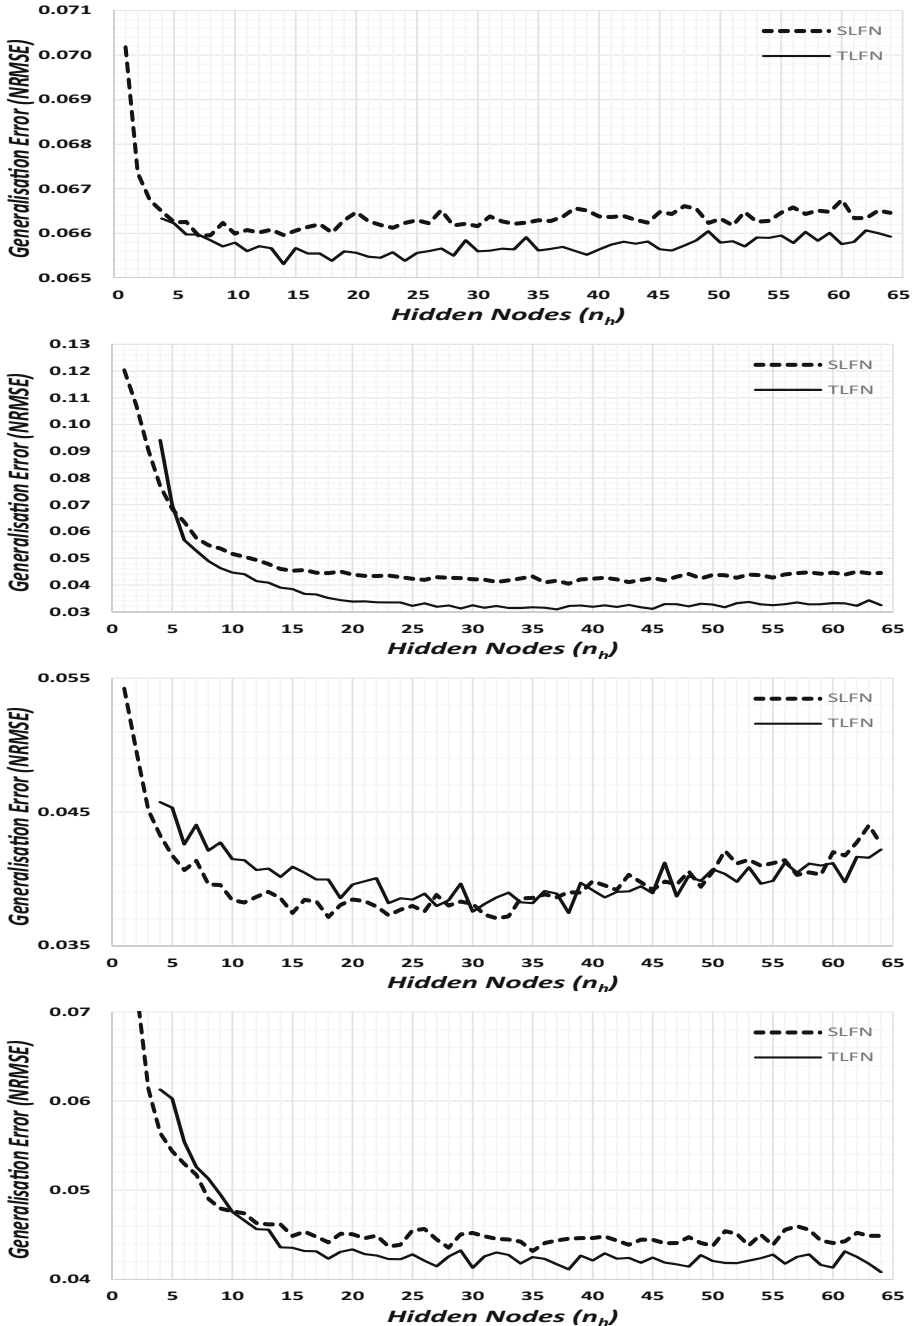 0.071
0.070
0.069
0.068
0.067
0.066
0.065
Generalisation Error (NRMSE)
SLFN
TLFN
0 5 10 15 20 25 30 35 40 45 50 55 60 65
Hidden Nodes (nh)
0.13
0.12
0.11
0.10
0.09
0.08
0.07
0.06
0.05
0.04
0.03
Generalisation Error (NRMSE)
SLFN
TLFN
0 5 10 15 20 25 30 35 40 45 50 55 60 65
Hidden Nodes (nh)
0.055
0.045
0.035
Generalisation Error (NRMSE)
SLFN
TLFN
0 5 10 15 20 25 30 35 40 45 50 55 60 65
Hidden Nodes (nh)
0.07
0.06
0.05
0.04
Generalisation Error (NRMSE)
SLFN
TLFN
0 5 10 15 20 25 30 35 40 45 50 55 60 65
Hidden Nodes (nh)